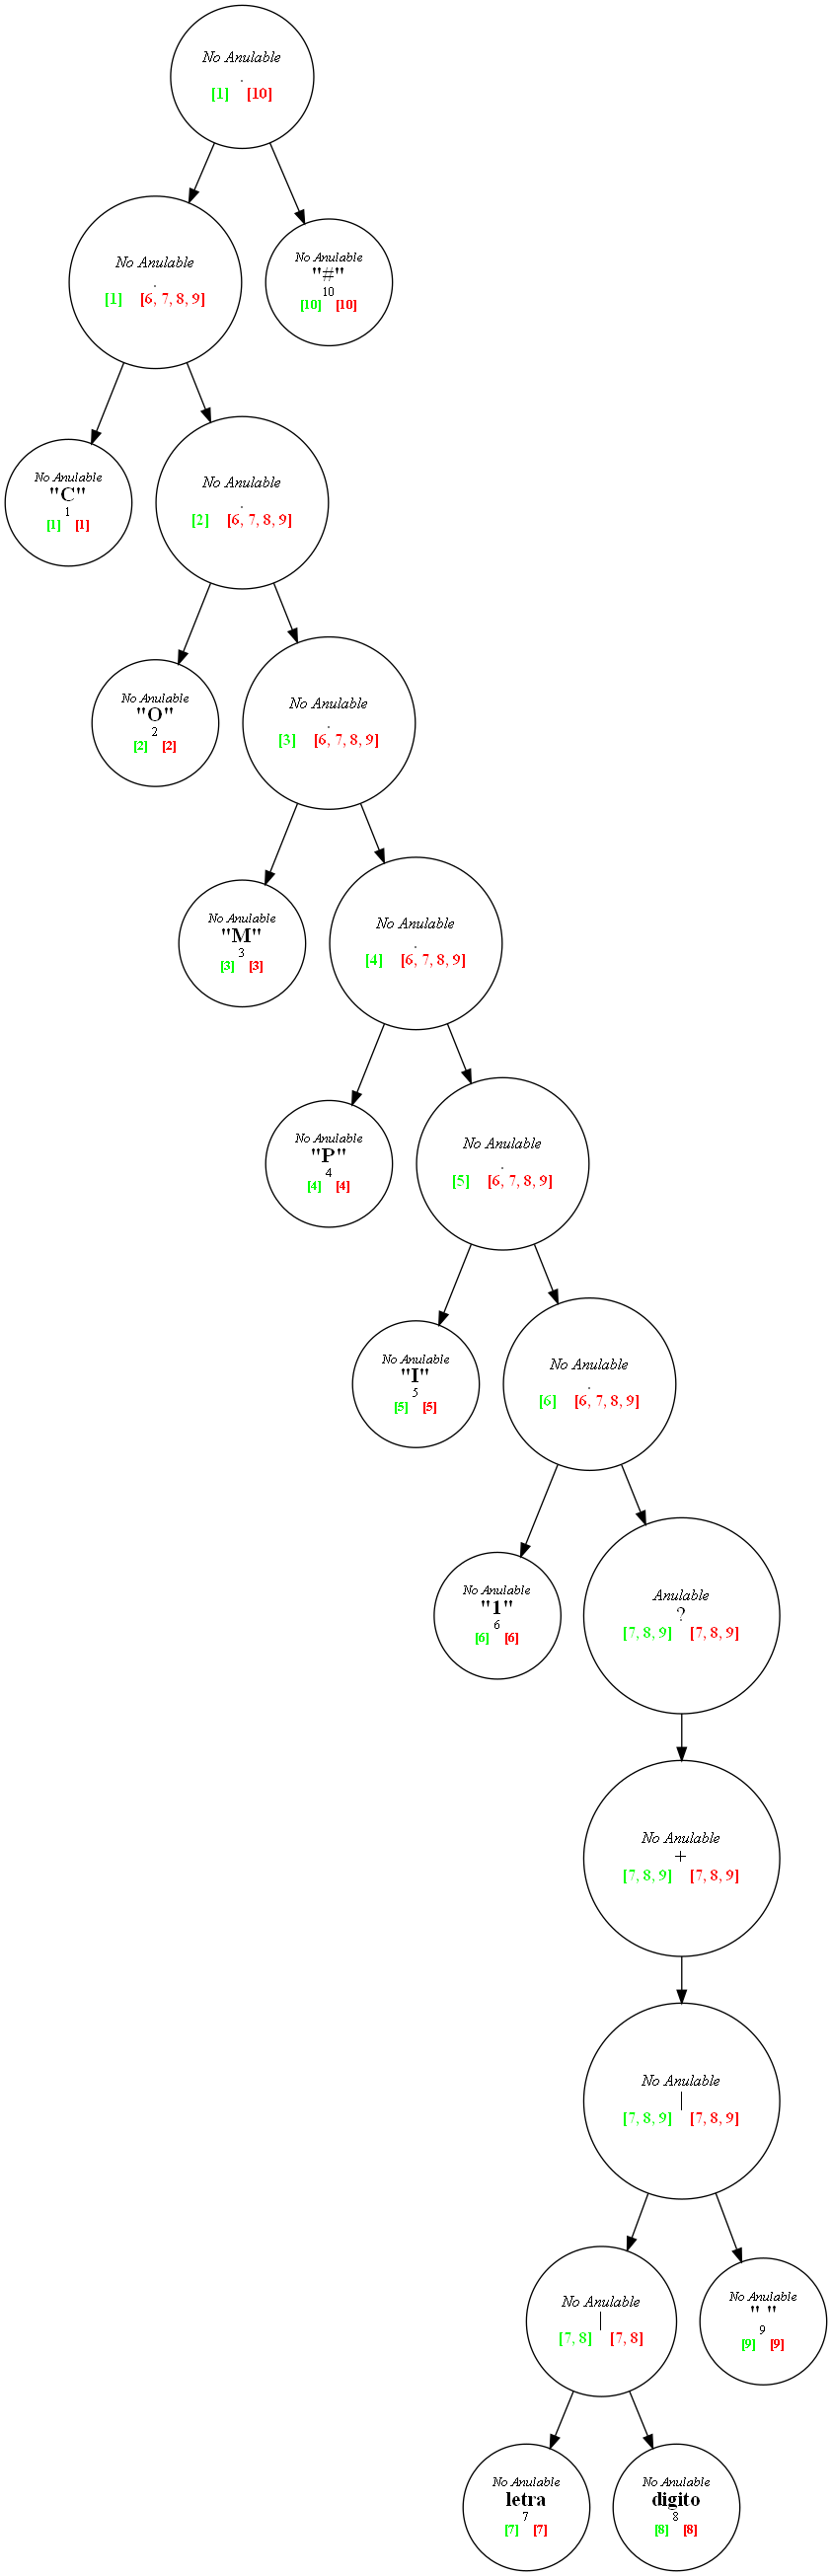 No Anulable
.
[1] [10]
No Anulable
.
[1] [6, 7, 8, 9]
No Anulable
"#"
10
[10] [10]
No Anulable
"C"
1
[1] [1]
No Anulable
.
[2] [6, 7, 8, 9]
No Anulable
"O"
2
[2] [2]
No Anulable
.
[3] [6, 7, 8, 9]
No Anulable
"M"
3
[3] [3]
No Anulable
.
[4] [6, 7, 8, 9]
No Anulable
"P"
4
[4] [4]
No Anulable
.
[5] [6, 7, 8, 9]
No Anulable
"I"
5
[5] [5]
No Anulable
.
[6] [6, 7, 8, 9]
No Anulable
"1"
6
[6] [6]
Anulable
?
[7, 8, 9] [7, 8, 9]
No Anulable
+
[7, 8, 9] [7, 8, 9]
No Anulable
|
[7, 8, 9] [7, 8, 9]
No Anulable
|
[7, 8] [7, 8]
No Anulable
" "
9
[9] [9]
No Anulable
letra
7
[7] [7]
No Anulable
digito
8
[8] [8]